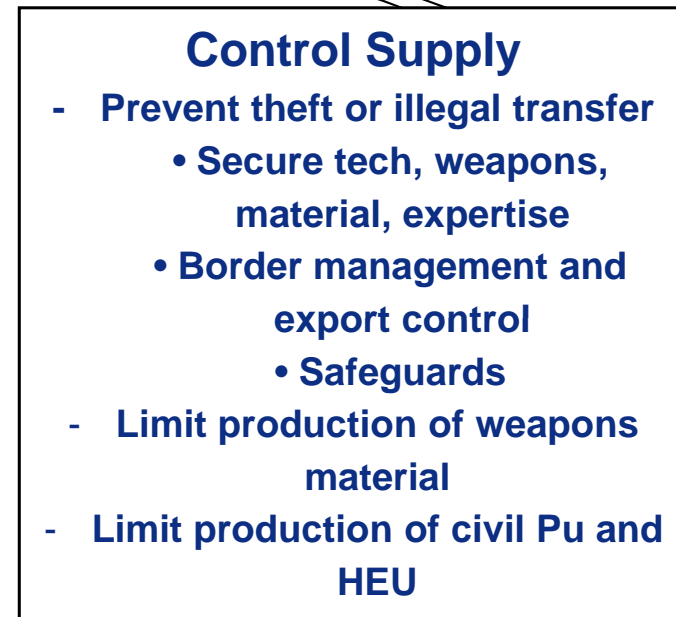 Control Supply
- Prevent theft or illegal transfer
• Secure tech, weapons,
material, expertise
• Border management and
export control
• Safeguards
- Limit production of weapons
material
- Limit production of civil Pu and
HEU